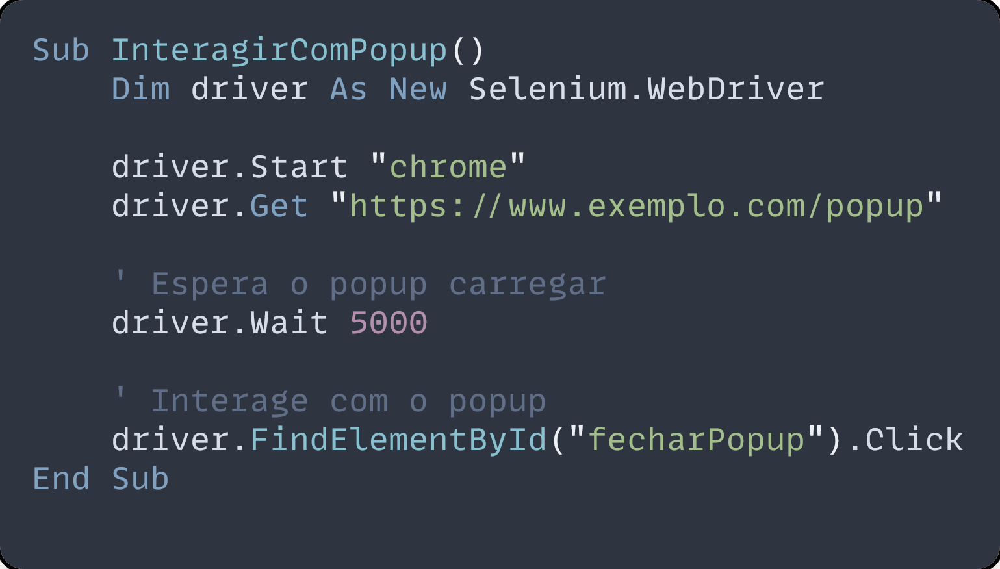 Sub InteragirComPopup()
    Dim driver As New Selenium.WebDriver
    driver.Start "chrome"
    driver.Get "https://www.exemplo.com/popup"
    ' Espera o popup carregar
    driver.Wait 5000
    ' Interage com o popup
    driver.FindElementById("fecharPopup").Click
End Sub